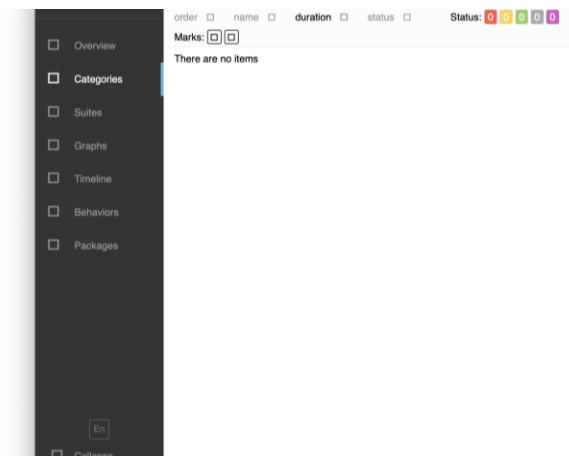 order name duration status Status: 0 0 0 0 0
Marks:
There are no items
Overview
Categories
Suites
Graphs
Timeline
Behaviors
Packages
En
Collapse